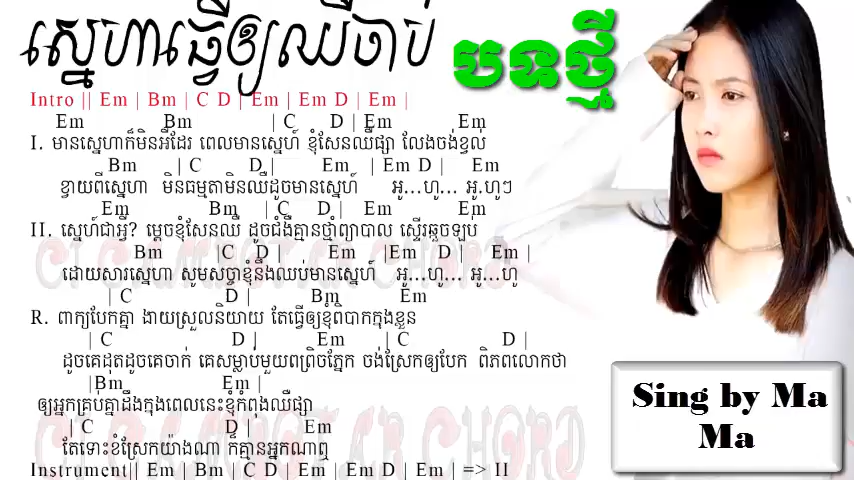 ស្នេហាធ្វើឲ្យឈឺចាប់
បទថ្មី
Intro || Em | Bm | C D | Em | Em D | Em |
Em Bm | C D | Em Em
I. មានស្នេហាក៏មិនអីដែរ ពេលមានស្នេហ៍ ខ្ញុំសែនឈឺផ្សា លែងចង់ខ្វល់
Bm | C D | Em | Em D | Em
ខ្វាយពីស្នេហា មិនធម្មតាមិនឈឺដូចមានស្នេហ៍ អូ...ហូ... អូ.ហូៗ
Em Bm | C D | Em Em
II. ស្នេហ៍ជាអ្វី? ម្ដេចខ្ញុំសែនឈឺ ដូចជំងឺគ្មានថ្នាំព្យាបាល ស្ទើរឆ្កួតឡប់
Bm |C D | Em |Em D | Em |
ដោយសារស្នេហា សូមសច្ចាខ្ញុំនឹងឈប់មានស្នេហ៍ អូ...ហូ... អូ...ហូ
| C D | Bm Em
R. ពាក្យបែកគ្នា ងាយស្រួលនិយាយ តែធ្វើឲ្យខ្ញុំពិបាកក្នុងខ្លួន
| C D | Em | C D |
ដូចគេដុតដូចគេចាក់ គេសម្លាប់មួយពព្រិចភ្នែក ចង់ស្រែកឲ្យបែក ពិភពលោកថា
|Bm Em |
ឲ្យអ្នកគ្រប់គ្នាដឹងក្នុងពេលនេះខ្ញុំកំពុងឈឺផ្សា
| C D | Em
តែទោះខំស្រែកយ៉ាងណា ក៏គ្មានអ្នកណាឮ
Instrument|| Em | Bm | C D | Em | Em D | Em | => II
Sing by Ma
Ma